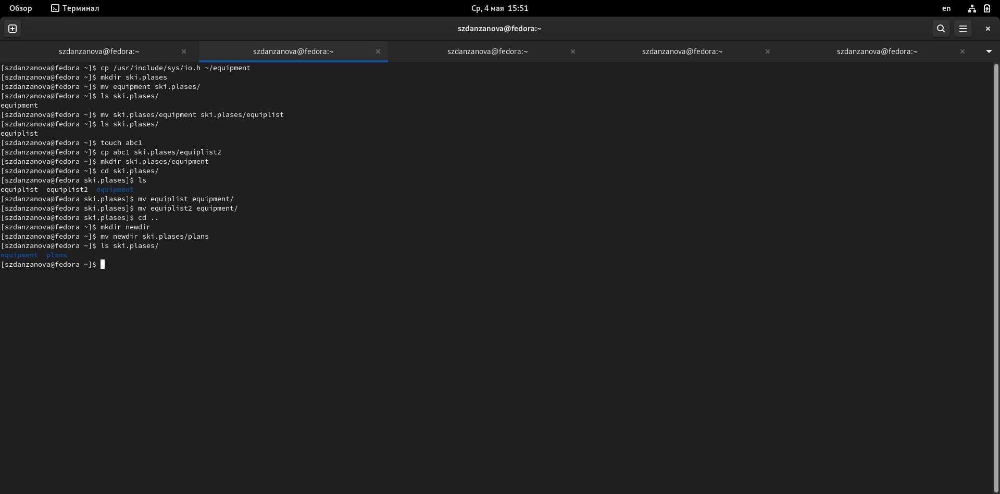 Обзор Терминал Ср, 4 мая 15:51 en
szdanzanova@fedora:~
szdanzanova@fedora:~ szdanzanova@fedora:~ szdanzanova@fedora:~ szdanzanova@fedora:~ szdanzanova@fedora:~
[szdanzanova@fedora ~]$ cp /usr/include/sys/io.h ~/equipment
[szdanzanova@fedora ~]$ mkdir ski.plases
[szdanzanova@fedora ~]$ mv equipment ski.plases/
[szdanzanova@fedora ~]$ ls ski.plases/
equipment
[szdanzanova@fedora ~]$ mv ski.plases/equipment ski.plases/equiplist
[szdanzanova@fedora ~]$ ls ski.plases/
equiplist
[szdanzanova@fedora ~]$ touch abc1
[szdanzanova@fedora ~]$ cp abc1 ski.plases/equiplist2
[szdanzanova@fedora ~]$ mkdir ski.plases/equipment
[szdanzanova@fedora ~]$ cd ski.plases/
[szdanzanova@fedora ski.plases]$ ls
equiplist  equiplist2  equipment
[szdanzanova@fedora ski.plases]$ mv equiplist equipment/
[szdanzanova@fedora ski.plases]$ mv equiplist2 equipment/
[szdanzanova@fedora ski.plases]$ cd ..
[szdanzanova@fedora ~]$ mkdir newdir
[szdanzanova@fedora ~]$ mv newdir ski.plases/plans
[szdanzanova@fedora ~]$ ls ski.plases/
equipment  plans
[szdanzanova@fedora ~]$